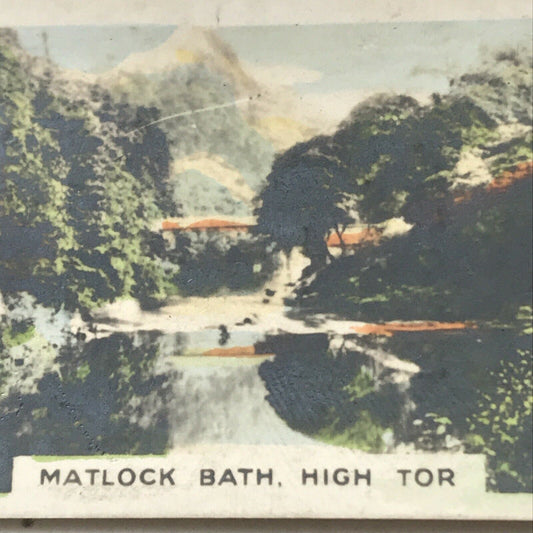 MATLOCK BATH, HIGH TOR